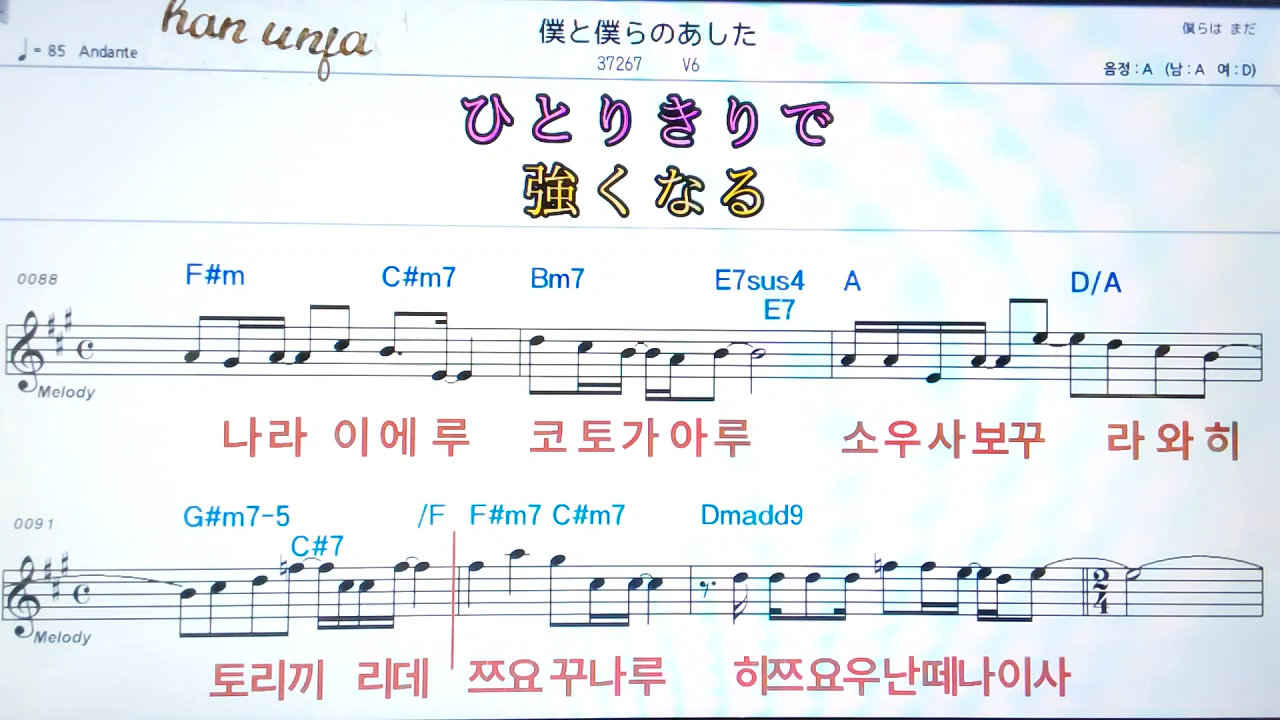 han unja
♩= 85 Andante
僕と僕らのあした
37267 V6
僕らは まだ
음정 : A (남 : A 여 : D)
ひとりきりで
強くなる
0088 F#m C#m7 Bm7 E7sus4 A D/A
E7
Melody
나라 이에루 코토가아루 소우사보꾸 라와히
0091 G#m7-5 /F F#m7 C#m7 Dmadd9
C#7
2
4
Melody
토리끼 리데 쯔요꾸나루 히쯔요우난떼나이사